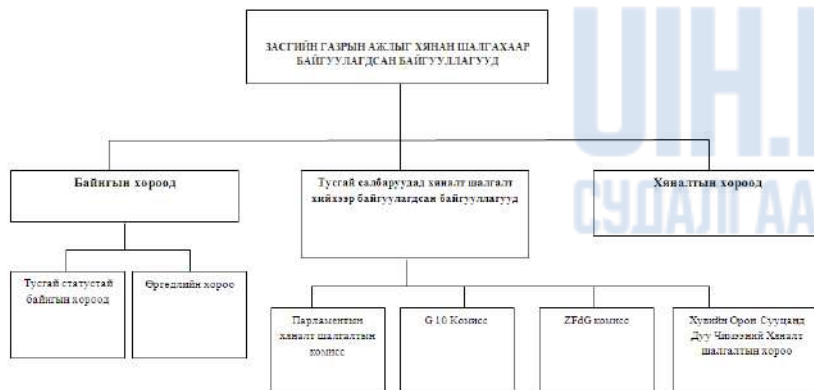 ЗАСГИЙН ГАЗРЫН АЖЛЫГ ХЯНАН ШАЛГАХААР
БАЙГУУЛАГДСАН БАЙГУУЛЛАГУУД
UIH.
СУДАЛГАА
Байнгын хороод
Тусгай салбаруудад хяналт шалгалт
хийхээр байгуулагдсан байгууллагууд
Хяналтын хороод
Тусгай статустай
байнгын хороод
Өргөдлийн хороо
Парламентын
хяналт шалгалтын
комисс
G 10 Комисс
ZFdG комисс
Хувийн Орон Сууцанд
Дуу Чимээний Хяналт
шалгалтын хороо